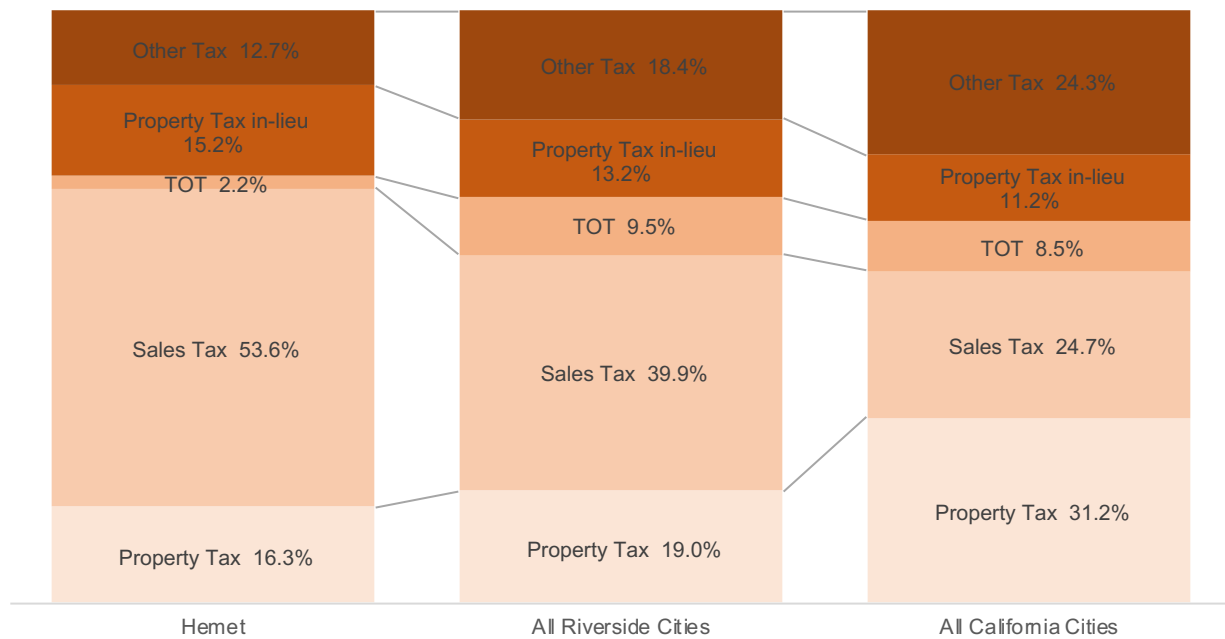 Other Tax 12.7%
Property Tax in-lieu
15.2%
TOT 2.2%
Sales Tax 53.6%
Property Tax 16.3%
Hemet
Other Tax 18.4%
Property Tax in-lieu
13.2%
TOT 9.5%
Sales Tax 39.9%
Property Tax 19.0%
All Riverside Cities
Other Tax 24.3%
Property Tax in-lieu
11.2%
TOT 8.5%
Sales Tax 24.7%
Property Tax 31.2%
All California Cities